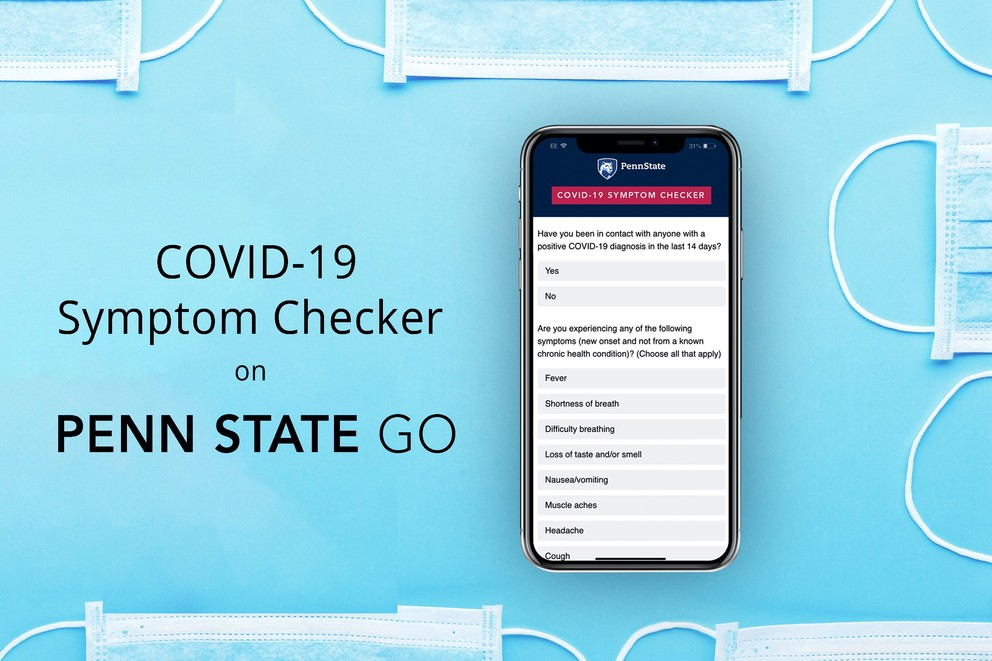 COVID-19
Symptom Checker
on
PENN STATE GO
EE 31%
PennState
COVID-19 SYMPTOM CHECKER
Have you been in contact with anyone with a
positive COVID-19 diagnosis in the last 14 days?
Yes
No
Are you experiencing any of the following
symptoms (new onset and not from a known
chronic health condition)? (Choose all that apply)
Fever
Shortness of breath
Difficulty breathing
Loss of taste and/or smell
Nausea/vomiting
Muscle aches
Headache
Cough